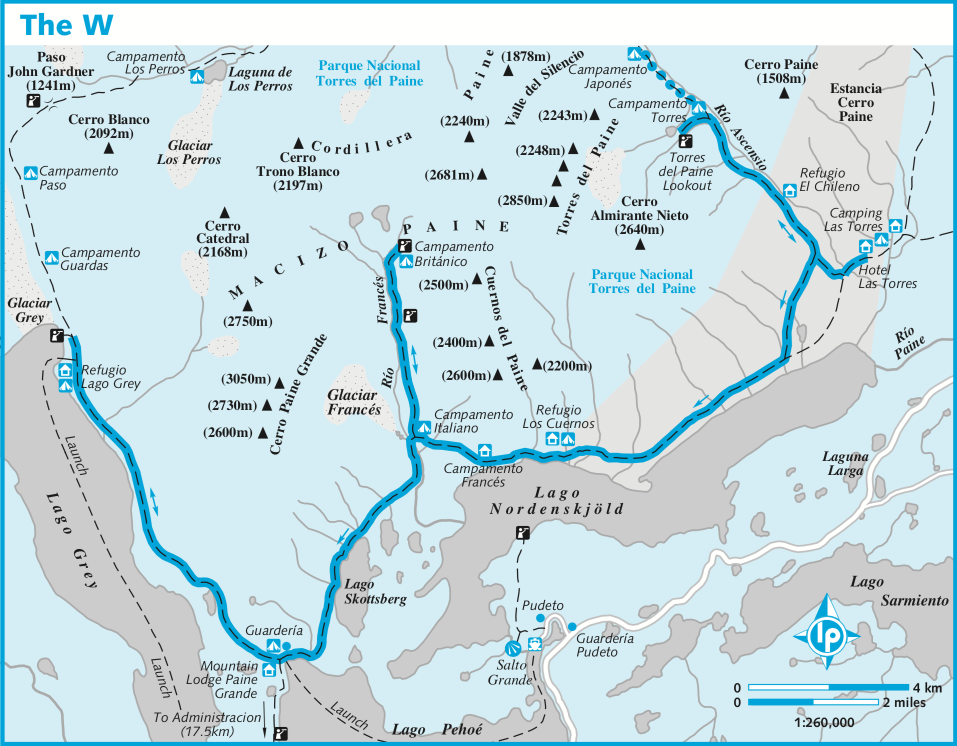 The W
Paso
John Gardner
(1241m)
Campamento
Los Perros
Laguna de
Los Perros
Parque Nacional
Torres del Paine
(1878m)
Valle del Silencio
Campamento
Japonés
Cerro Paine
(1508m)
Estancia
Cerro
Paine
Cerro Blanco
(2092m)
Glaciar
Los Perros
Cordillera Paine
Cerro
Trono Blanco
(2197m)
(2240m)
(2243m)
(2248m)
(2681m)
(2850m)
Torres del Paine
Campamento
Torres
Río Ascensio
Torres
del Paine
Lookout
Refugio
El Chileno
Campamento
Paso
Cerro
Almirante Nieto
(2640m)
Camping
Las Torres
Hotel
Las Torres
Cerro
Catedral
(2168m)
MACIZO PAINE
Campamento
Británico
Campamento
Guardas
Parque Nacional
Torres del Paine
(2500m)
Cuernos del Paine
Glaciar
Grey
(2750m)
Río Francés
(2400m)
(2200m)
(2600m)
Río
Paine
Refugio
Lago Grey
(3050m)
(2730m)
(2600m)
Cerro Paine Grande
Glaciar
Francés
Campamento
Italiano
Refugio
Los Cuernos
Campamento
Francés
Launch
Lago Grey
Lago
Nordenskjöld
Laguna
Larga
Lago
Skottsberg
Lago
Sarmiento
Pudeto
Guardería
Guardería
Pudeto
lp
Mountain
Lodge Paine
Grande
Salto
Grande
Launch
To Administracion
(17.5km)
Launch
Lago Pehoé
0 4 km
0 2 miles
1:260,000